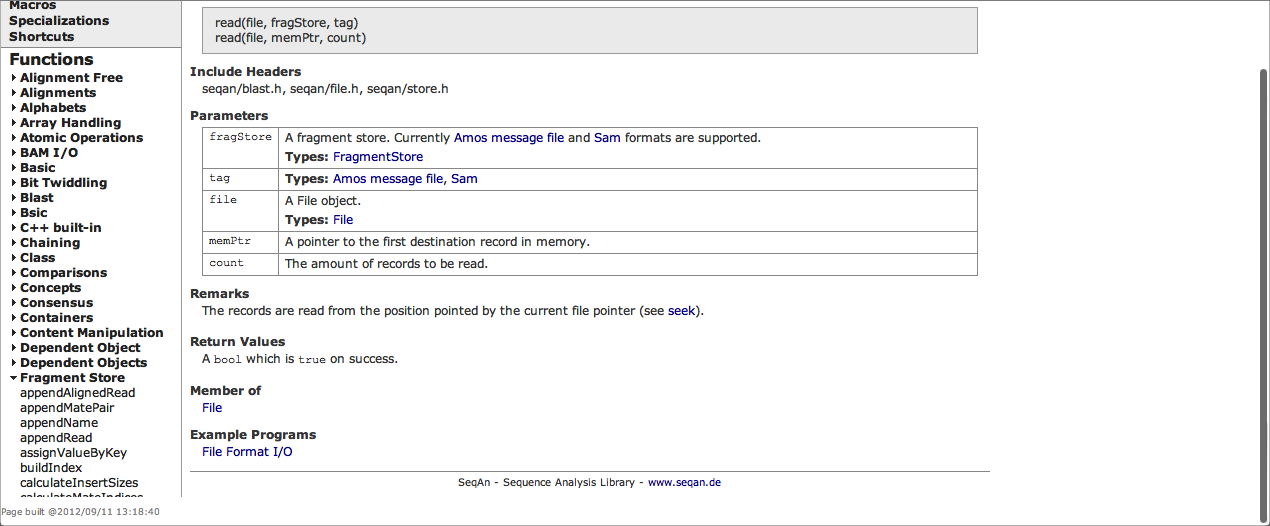 Macros
Specializations
Shortcuts
Functions
Alignment Free
Alignments
Alphabets
Array Handling
Atomic Operations
BAM I/O
Basic
Bit Twiddling
Blast
Bsic
C++ built-in
Chaining
Class
Comparisons
Concepts
Consensus
Containers
Content Manipulation
Dependent Object
Dependent Objects
Fragment Store
appendAlignedRead
appendMatePair
appendName
appendRead
assignValueByKey
buildIndex
calculateInsertSizes
calculateMateIndices
Page built @2012/09/11 13:18:40
read(file, fragStore, tag)
read(file, memPtr, count)
Include Headers
seqan/blast.h, seqan/file.h, seqan/store.h
Parameters
fragStore A fragment store. Currently Amos message file and Sam formats are supported.
Types: FragmentStore
tag Types: Amos message file, Sam
file A File object.
Types: File
memPtr A pointer to the first destination record in memory.
count The amount of records to be read.
Remarks
The records are read from the position pointed by the current file pointer (see seek).
Return Values
A bool which is true on success.
Member of
File
Example Programs
File Format I/O
SeqAn - Sequence Analysis Library - www.seqan.de